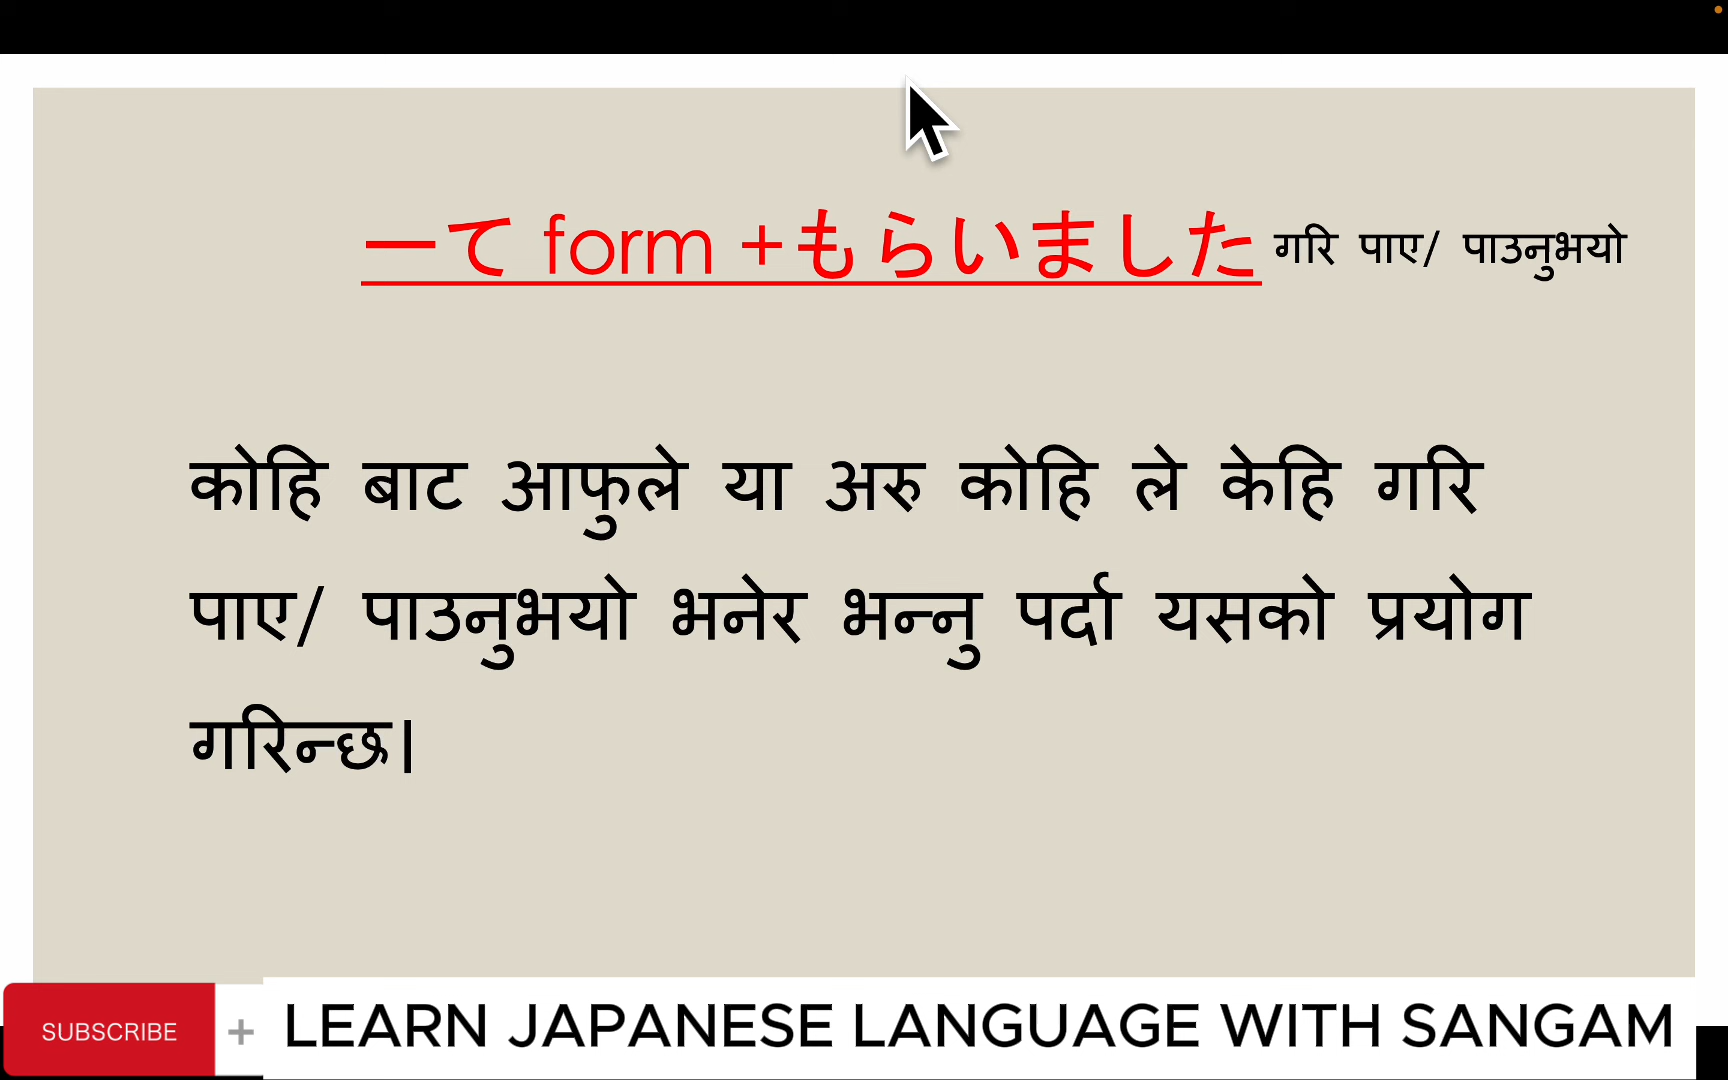 ーて form +もらいました गरि पाए/ पाउनुभयो
कोहि बाट आफुले या अरु कोहि ले केहि गरि
पाए/ पाउनुभयो भनेर भन्नु पर्दा यसको प्रयोग
गरिन्छ।
SUBSCRIBE + LEARN JAPANESE LANGUAGE WITH SANGAM